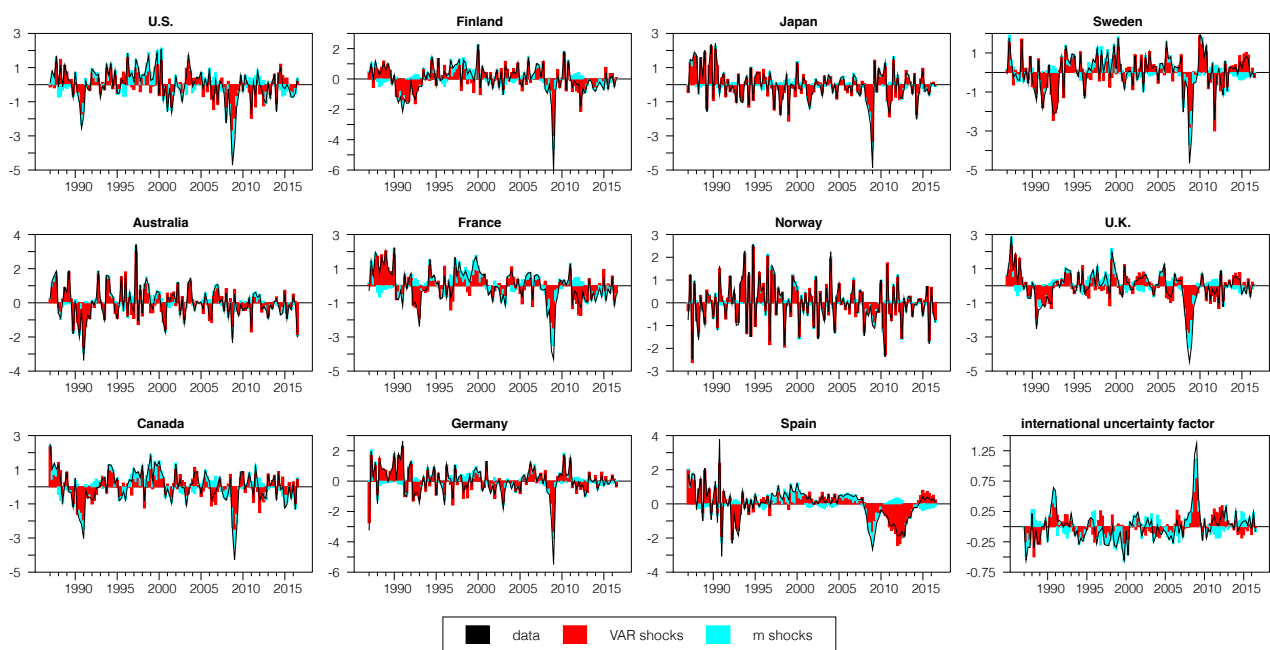 U.S. Finland Japan Sweden
3 3 3
1 2 1 1
-1 0 -1 -1
-2
-3 -4 -3 -3
-5 -6 -5 -5
1990 1995 2000 2005 2010 2015 1990 1995 2000 2005 2010 2015 1990 1995 2000 2005 2010 2015 1990 1995 2000 2005 2010 2015
Australia France Norway U.K.
4 3 3 3
2 1 2 1
1
0 -1 0 -1
-1
-2 -3 -2 -3
-4 -5 -3 -5
1990 1995 2000 2005 2010 2015 1990 1995 2000 2005 2010 2015 1990 1995 2000 2005 2010 2015 1990 1995 2000 2005 2010 2015
Canada Germany Spain international uncertainty factor
3 2 4 1.25
1 0 2 0.75
-1 -2 0 0.25
-3 -4 -2 -0.25
-5 -6 -4 -0.75
1990 1995 2000 2005 2010 2015 1990 1995 2000 2005 2010 2015 1990 1995 2000 2005 2010 2015 1990 1995 2000 2005 2010 2015
data VAR shocks m shocks